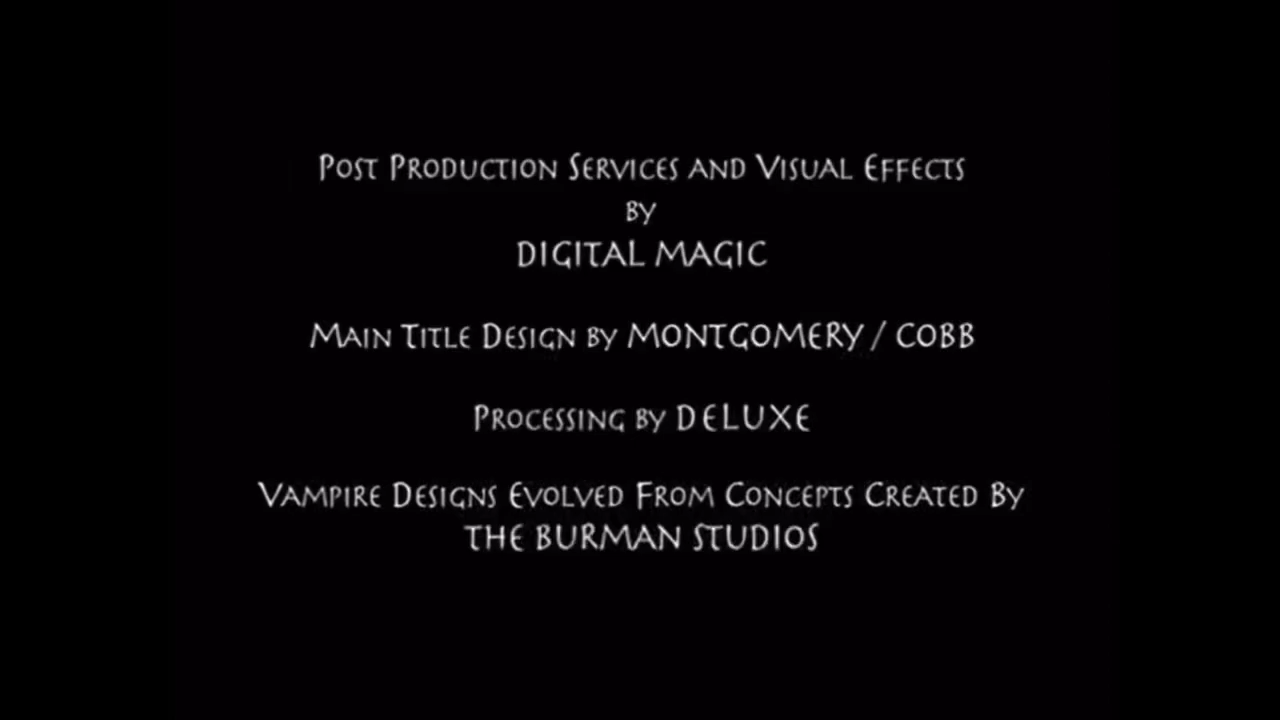 Post Production Services and Visual Effects
by
DIGITAL MAGIC
Main Title Design by MONTGOMERY / COBB
Processing by DELUXE
Vampire Designs Evolved From Concepts Created By
THE BURMAN STUDIOS